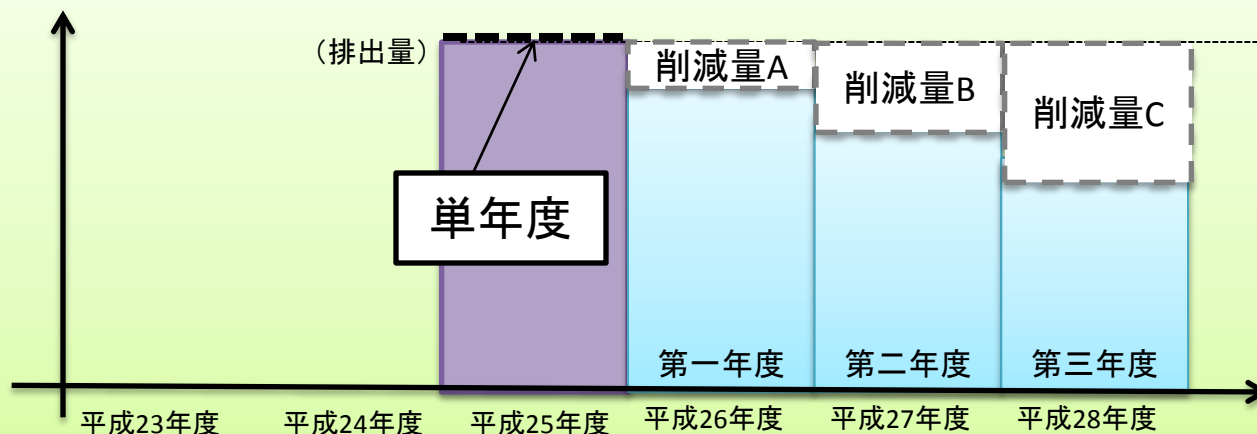 （排出量）
削減量A
削減量B
削減量C
単年度
第一年度
第二年度
第三年度
平成23年度
平成24年度
平成25年度
平成26年度
平成27年度
平成28年度